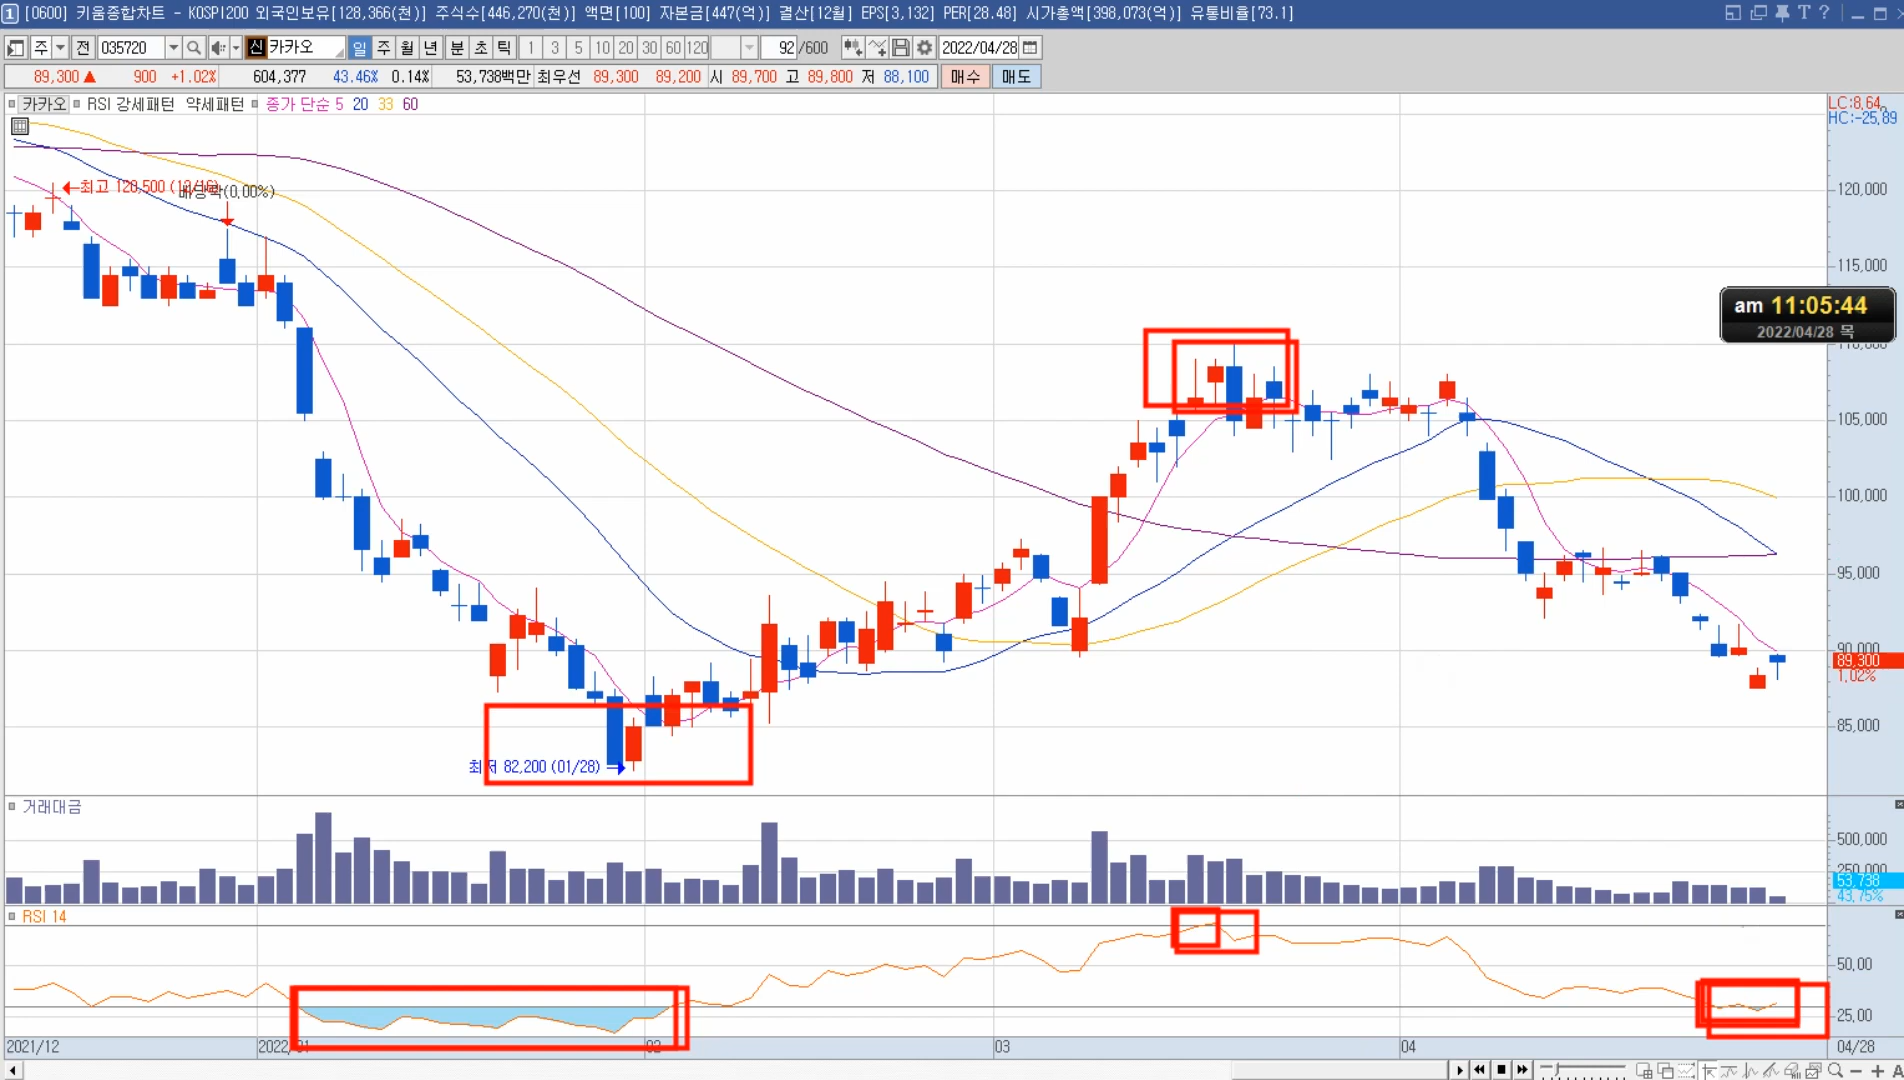 [0600] 키움종합차트 - KOSPI200 외국인보유[128,366(천)] 주식수[446,270(천)] 액면[100] 자본금[447(억)] 결산[12월] EPS[3,132] PER[28.48] 시가총액[398,073(억)] 유통비율[73.1]
주 전 035720 신 카카오 일 주 월 년 분 초 틱 1 3 5 10 20 30 60 120 92 /600 2022/04/28
89,300 ▲ 900 +1.02% 604,377 43.46% 0.14% 53,738백만 최우선 89,300 89,200 시 89,700 고 89,800 저 88,100 매수 매도
카카오 RSI 강세패턴 약세패턴 종가 단순 5 20 33 60
LC:8,64
HC:-25,89
최고 120,500
(0,00%)
120,000
115,000
am 11:05:44
2022/04/28 목
105,000
100,000
95,000
90,000
89,300
1,02%
85,000
최저 82,200 (01/28)
거래대금
500,000
250,000
53,738
43,75%
RSI 14
50,00
25,00
2021/12 2022/01 02 03 04 04/28